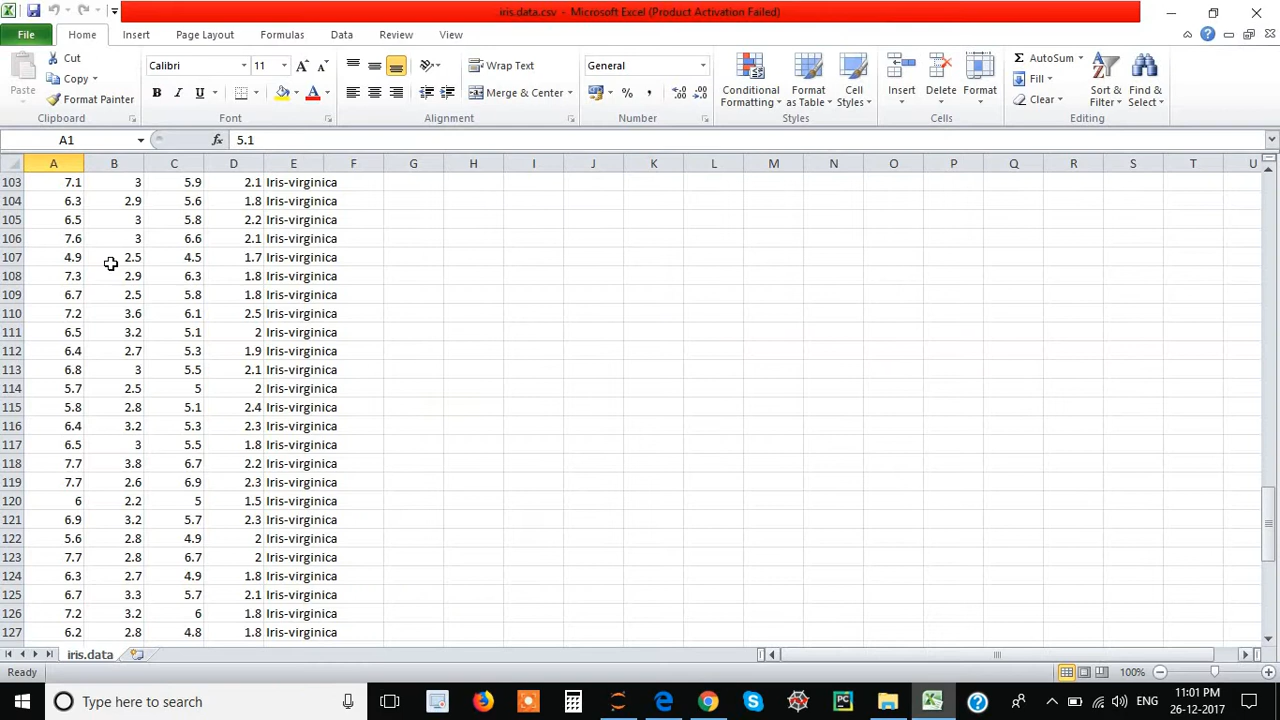 iris.data.csv - Microsoft Excel (Product Activation Failed)
File Home Insert Page Layout Formulas Data Review View
Paste Cut Copy Format Painter Clipboard
Calibri 11 A A B I U A Font
Wrap Text Merge & Center Alignment
General % , Number
Conditional Formatting Format as Table Cell Styles Styles
Insert Delete Format Cells
Σ AutoSum Fill Clear Sort & Filter Find & Select Editing
A1 fx 5.1
A B C D E F G H I J K L M N O P Q R S T U
103 7.1 3 5.9 2.1 Iris-virginica
104 6.3 2.9 5.6 1.8 Iris-virginica
105 6.5 3 5.8 2.2 Iris-virginica
106 7.6 3 6.6 2.1 Iris-virginica
107 4.9 2.5 4.5 1.7 Iris-virginica
108 7.3 2.9 6.3 1.8 Iris-virginica
109 6.7 2.5 5.8 1.8 Iris-virginica
110 7.2 3.6 6.1 2.5 Iris-virginica
111 6.5 3.2 5.1 2 Iris-virginica
112 6.4 2.7 5.3 1.9 Iris-virginica
113 6.8 3 5.5 2.1 Iris-virginica
114 5.7 2.5 5 2 Iris-virginica
115 5.8 2.8 5.1 2.4 Iris-virginica
116 6.4 3.2 5.3 2.3 Iris-virginica
117 6.5 3 5.5 1.8 Iris-virginica
118 7.7 3.8 6.7 2.2 Iris-virginica
119 7.7 2.6 6.9 2.3 Iris-virginica
120 6 2.2 5 1.5 Iris-virginica
121 6.9 3.2 5.7 2.3 Iris-virginica
122 5.6 2.8 4.9 2 Iris-virginica
123 7.7 2.8 6.7 2 Iris-virginica
124 6.3 2.7 4.9 1.8 Iris-virginica
125 6.7 3.3 5.7 2.1 Iris-virginica
126 7.2 3.2 6 1.8 Iris-virginica
127 6.2 2.8 4.8 1.8 Iris-virginica
iris.data
Ready 100%
Type here to search ENG 11:01 PM
26-12-2017